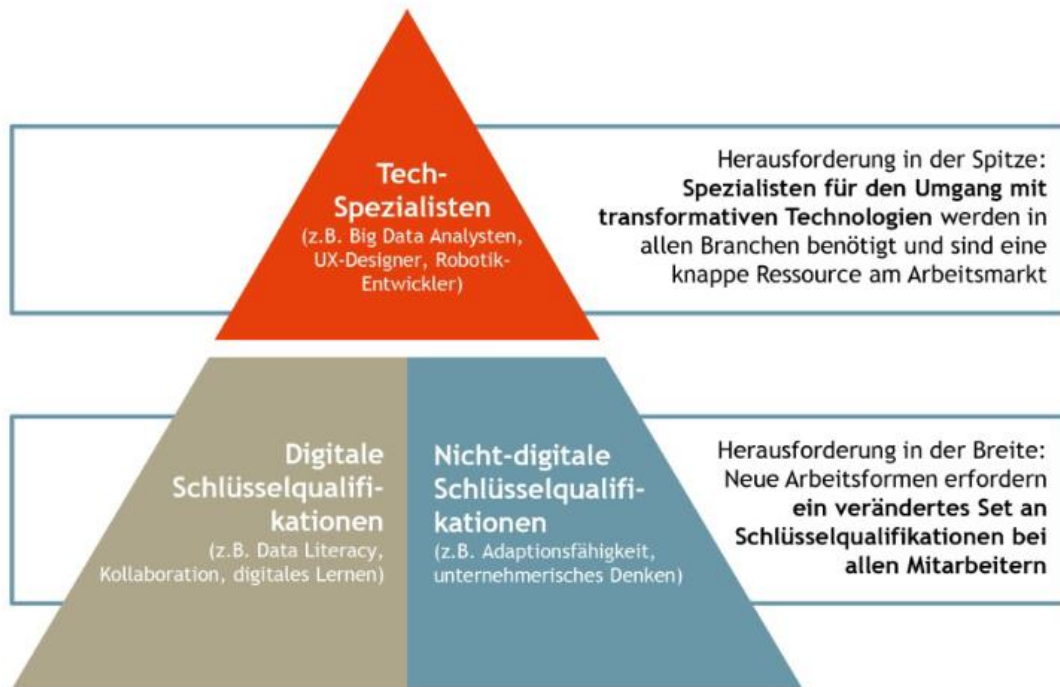 Tech-
Spezialisten
(z.B. Big Data Analysten,
UX-Designer, Robotik-
Entwickler)
Herausforderung in der Spitze:
Spezialisten für den Umgang mit
transformativen Technologien werden in
allen Branchen benötigt und sind eine
knappe Ressource am Arbeitsmarkt
Digitale
Schlüsselqualifi-
kationen
(z.B. Data Literacy,
Kollaboration, digitales Lernen)
Nicht-digitale
Schlüsselqualifi-
kationen
(z.B. Adaptionsfähigkeit,
unternehmerisches Denken)
Herausforderung in der Breite:
Neue Arbeitsformen erfordern
ein verändertes Set an
Schlüsselqualifikationen bei
allen Mitarbeitern